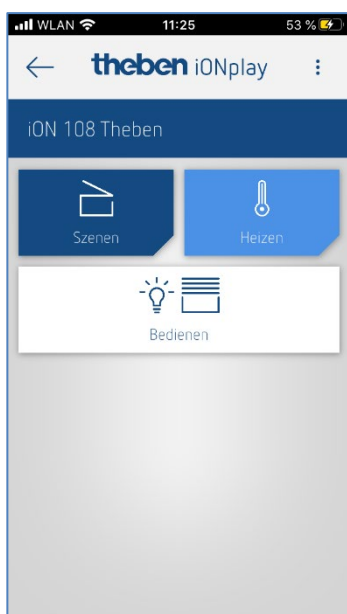 WLAN 11:25 53 %
theben iONplay
iON 108 Theben
Szenen Heizen
Bedienen